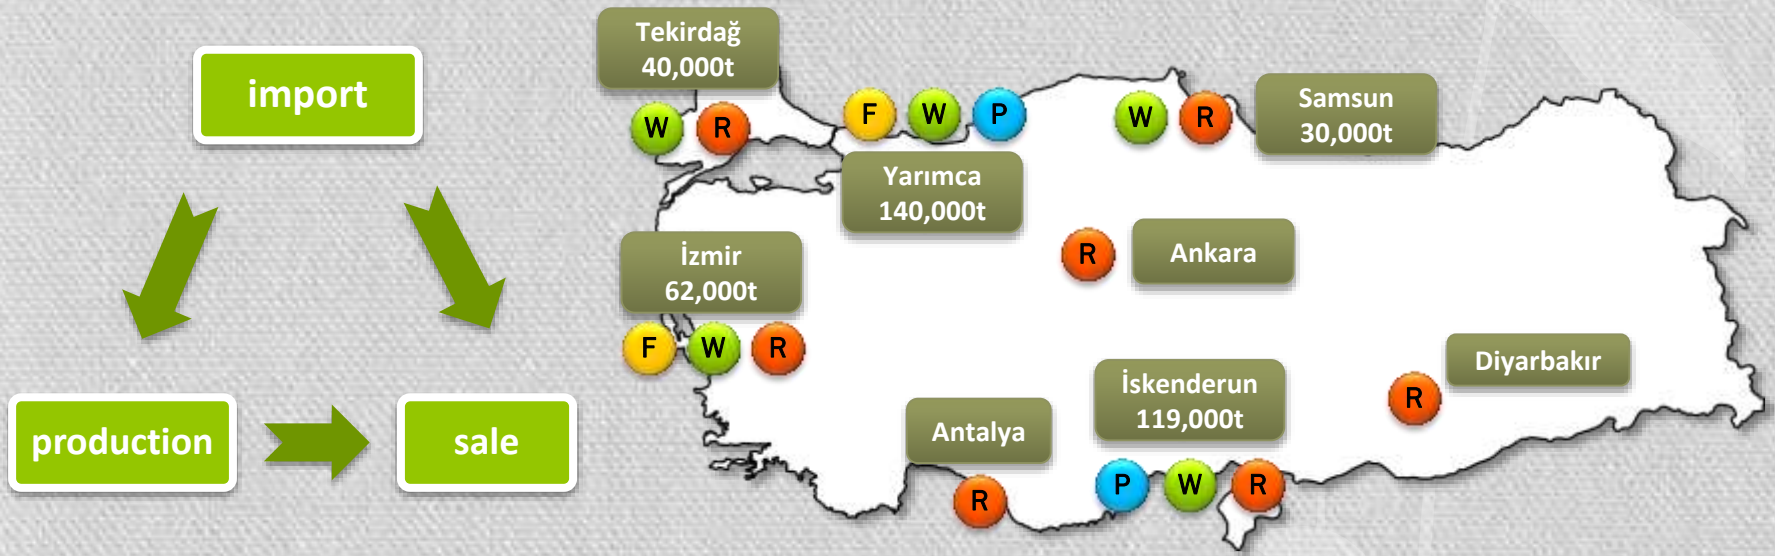 import
production
sale
Tekirdağ
40,000t
W R
F W P
Yarımca
140,000t
W R
Samsun
30,000t
İzmir
62,000t
F W R
R
Ankara
Antalya
R
İskenderun
119,000t
P W R
Diyarbakır
R